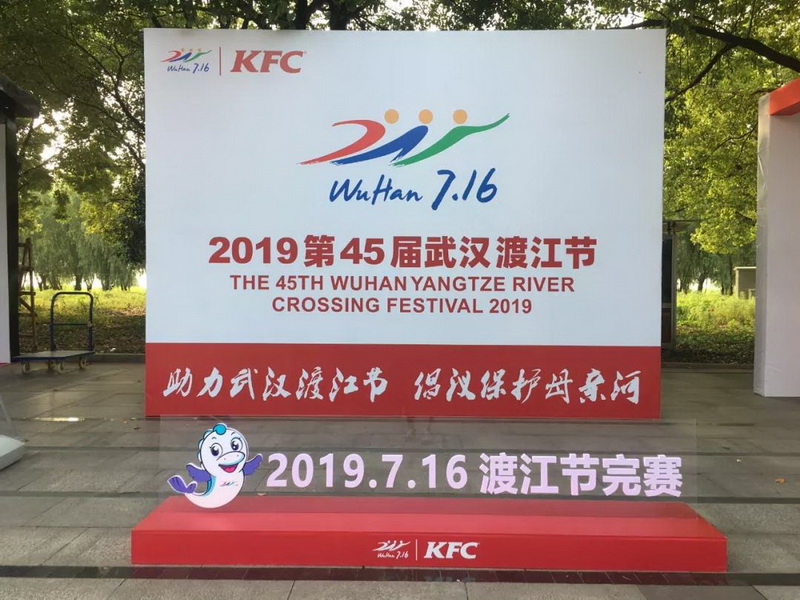 WuHan 7.16 | KFC
WuHan 7.16
2019第45届武汉渡江节
THE 45TH WUHAN YANGTZE RIVER
CROSSING FESTIVAL 2019
助力武汉渡江节 倡议保护母亲河
2019.7.16 渡江节完赛
WuHan 7.16 | KFC